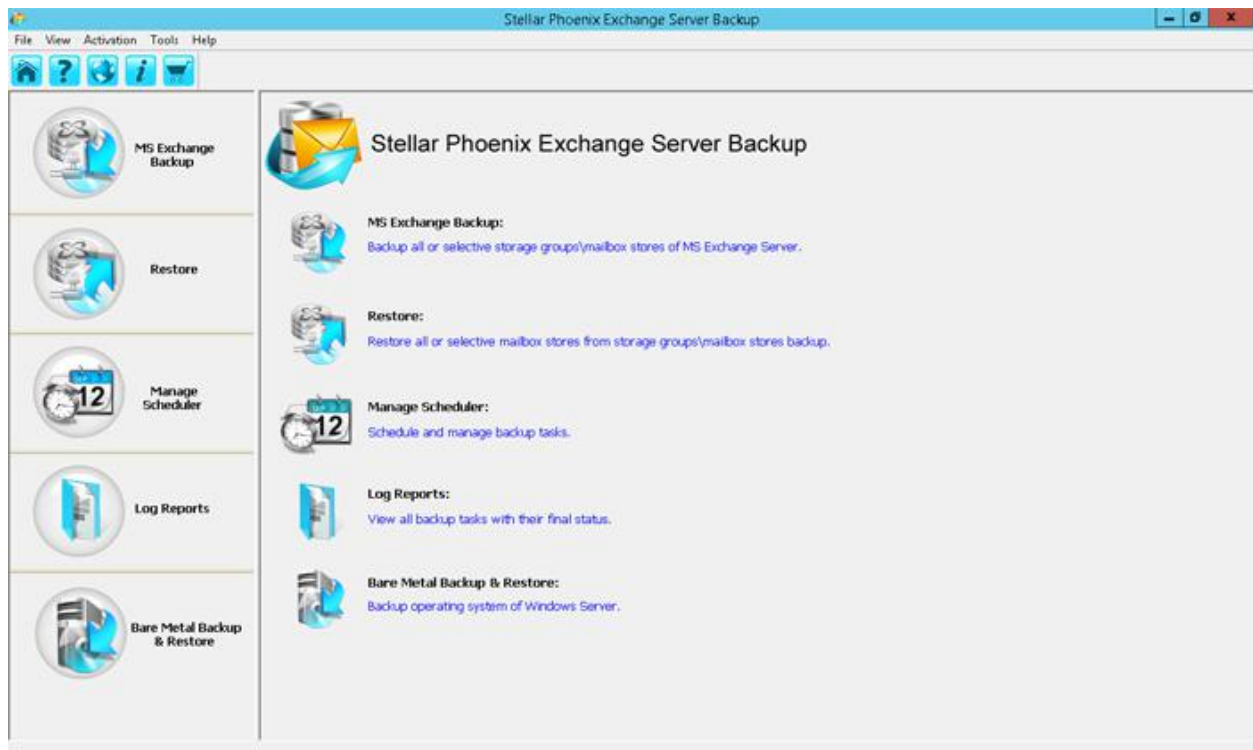 Stellar Phoenix Exchange Server Backup
File View Activation Tools Help
MS Exchange
Backup
Restore
12
Manage
Scheduler
Log Reports
Bare Metal Backup
& Restore
Stellar Phoenix Exchange Server Backup
MS Exchange Backup:
Backup all or selective storage groups\mailbox stores of MS Exchange Server.
Restore:
Restore all or selective mailbox stores from storage groups\mailbox stores backup.
12
Manage Scheduler:
Schedule and manage backup tasks.
Log Reports:
View all backup tasks with their final status.
Bare Metal Backup & Restore:
Backup operating system of Windows Server.